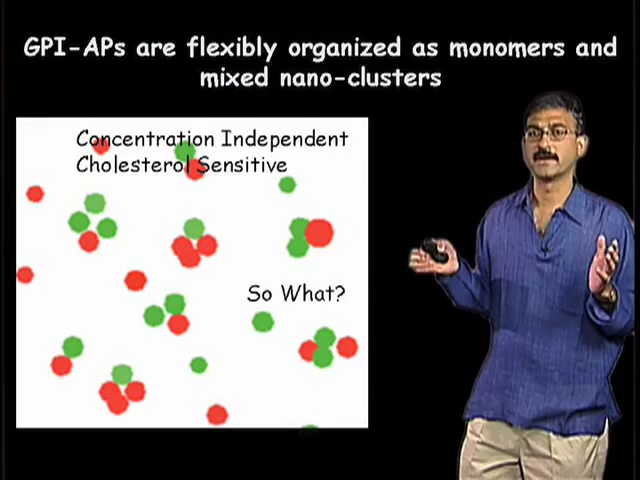 GPI-APs are flexibly organized as monomers and
mixed nano-clusters
Concentration Independent
Cholesterol Sensitive
So What?